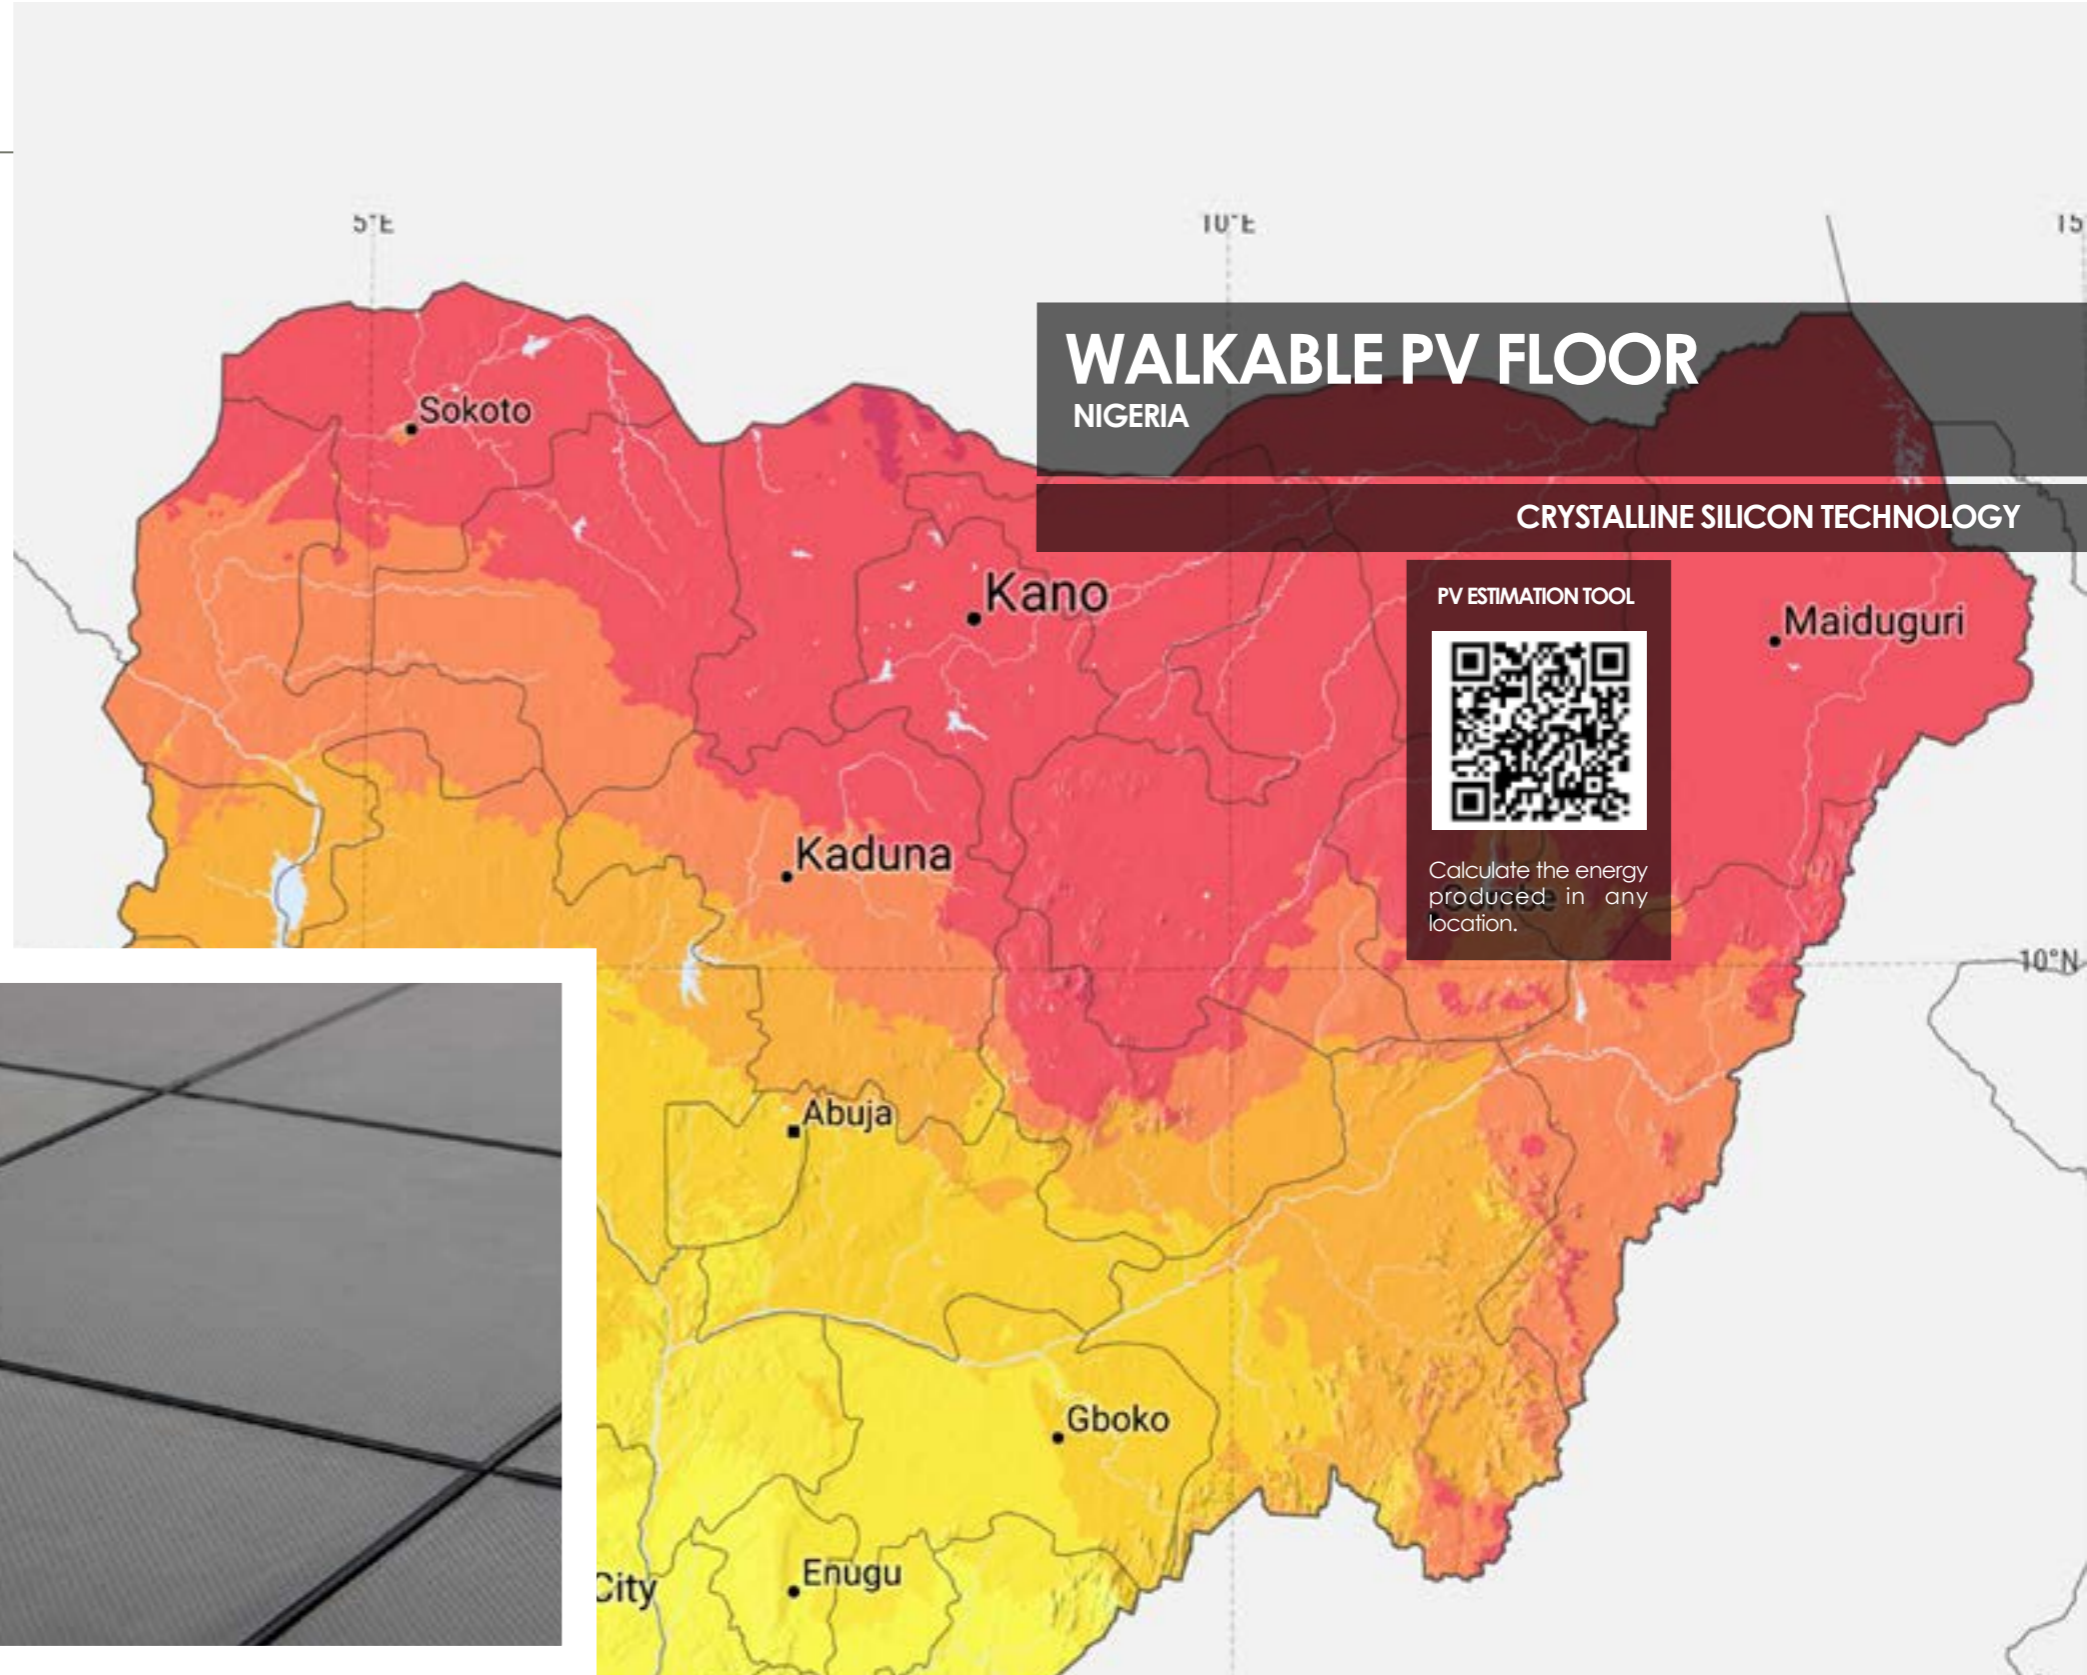 5°E
10°E
15
WALKABLE PV FLOOR
NIGERIA
Sokoto
CRYSTALLINE SILICON TECHNOLOGY
Kano
PV ESTIMATION TOOL
Maiduguri
Kaduna
Calculate the energy
produced in any
location.
Gombe
10°N
Abuja
Gboko
Enugu
City